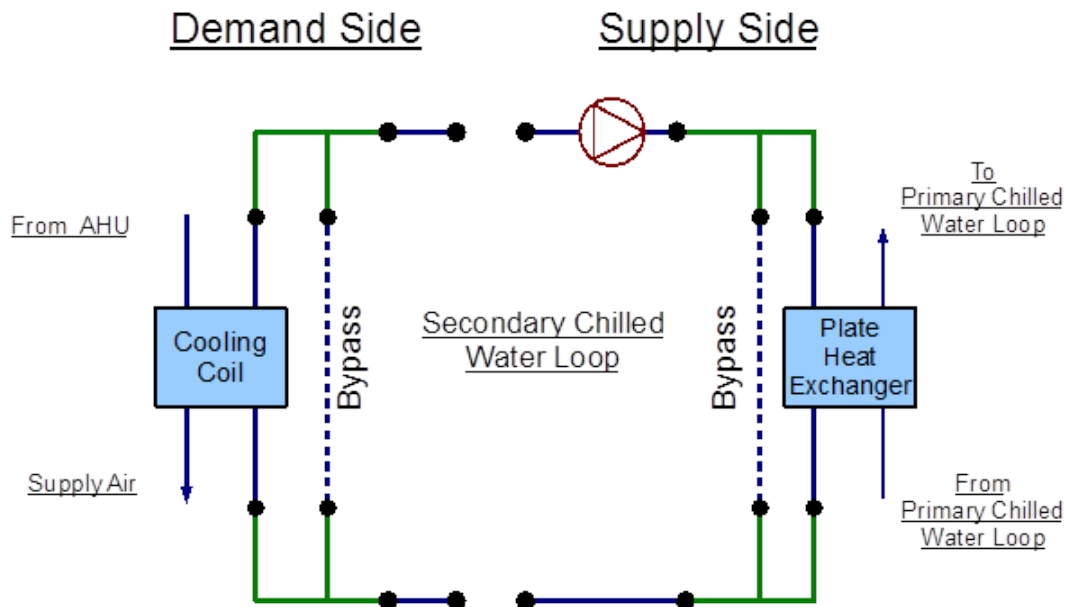 Demand Side
Supply Side
To
Primary Chilled
Water Loop
From AHU
Cooling
Coil
Bypass
Secondary Chilled
Water Loop
Bypass
Plate
Heat
Exchanger
Supply Air
From
Primary Chilled
Water Loop